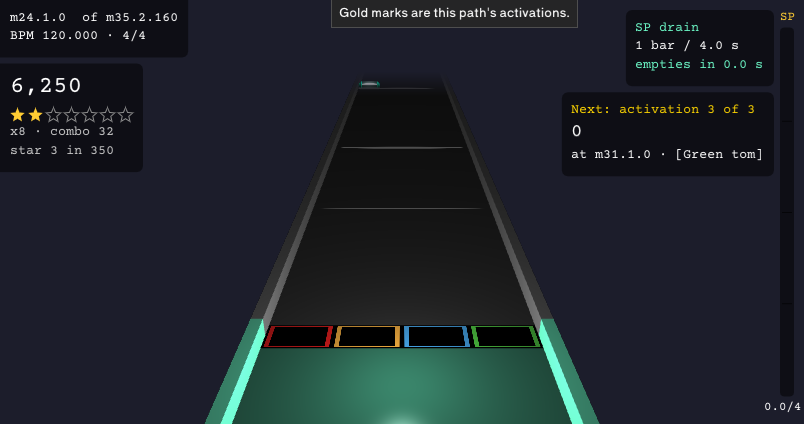 m24.1.0 of m35.2.160
BPM 120.000 · 4/4
6,250
x8 · combo 32
star 3 in 350
Gold marks are this path's activations.
SP drain
1 bar / 4.0 s
empties in 0.0 s
Next: activation 3 of 3
0
at m31.1.0 · [Green tom]
SP
0.0/4